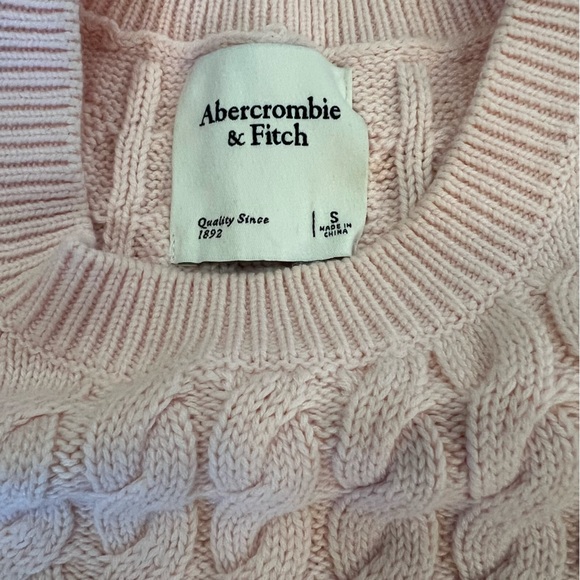 Abercrombie
& Fitch
Quality Since
1892
S
MADE IN
CHINA